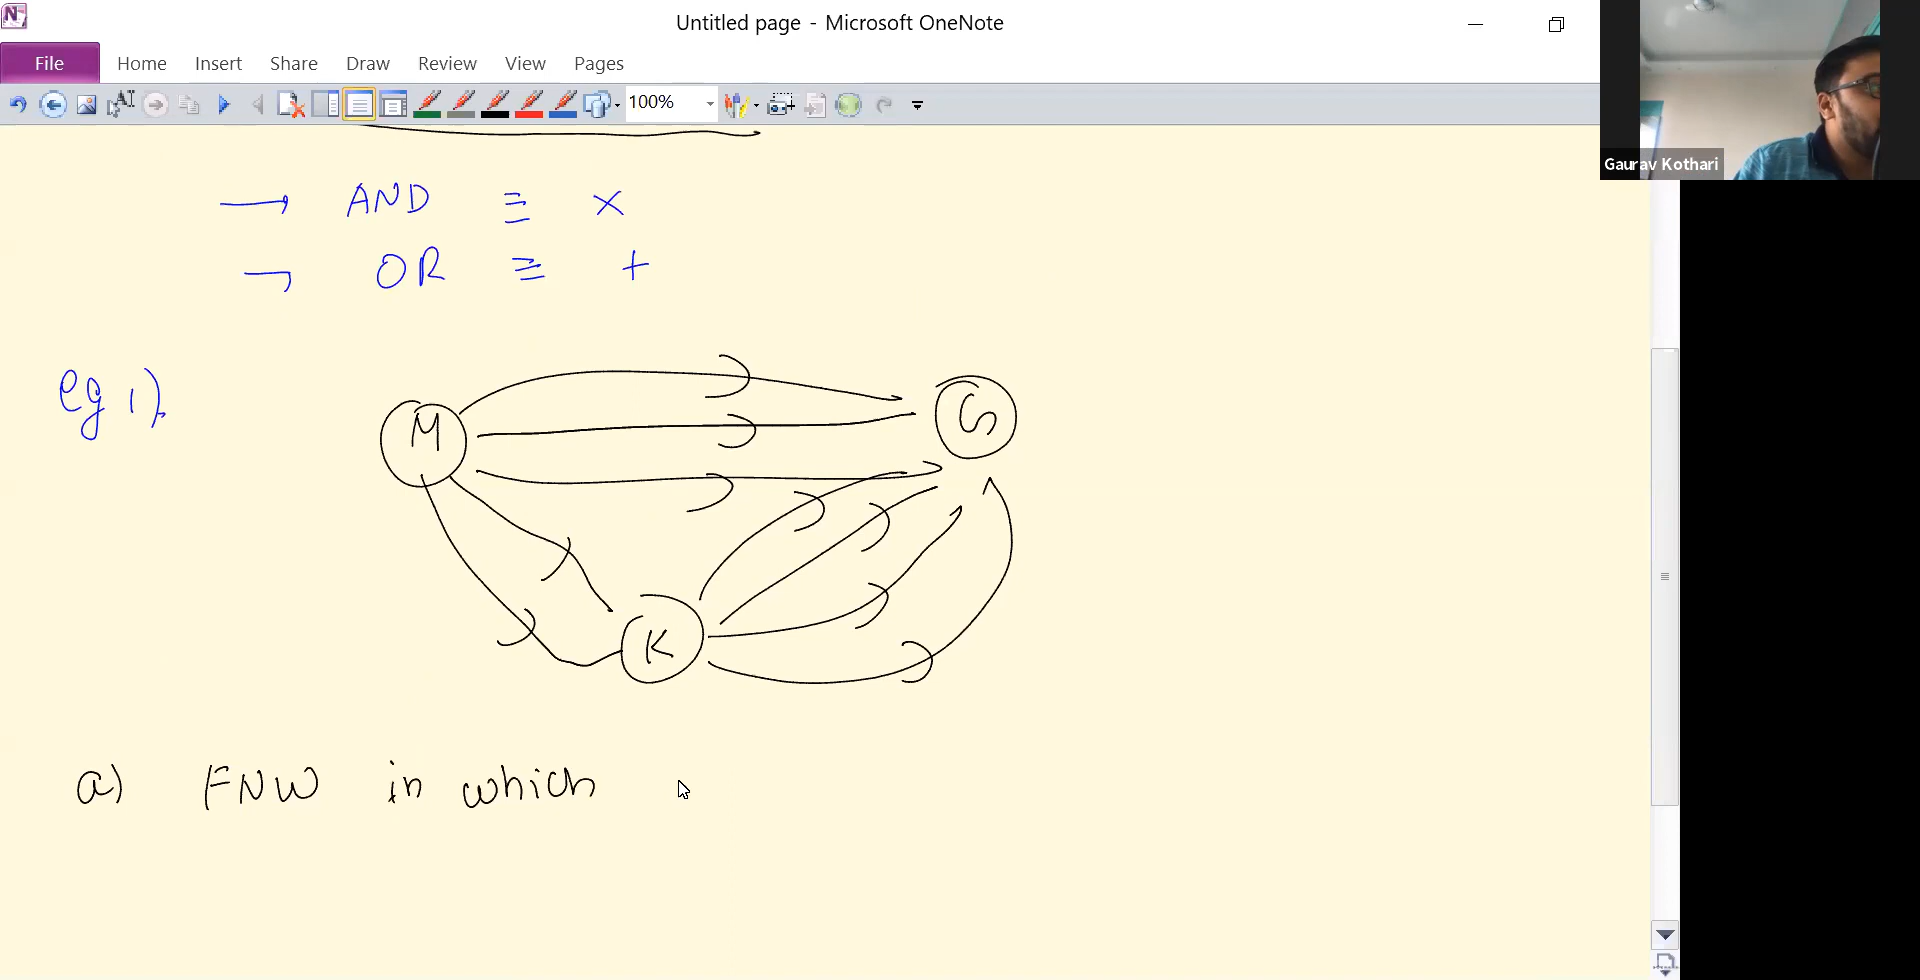 Untitled page - Microsoft OneNote
File Home Insert Share Draw Review View Pages
100%
Gaurav Kothari
→ AND ≡ ×
→ OR ≡ +
eg 1).
M
G
K
a) FNW in which